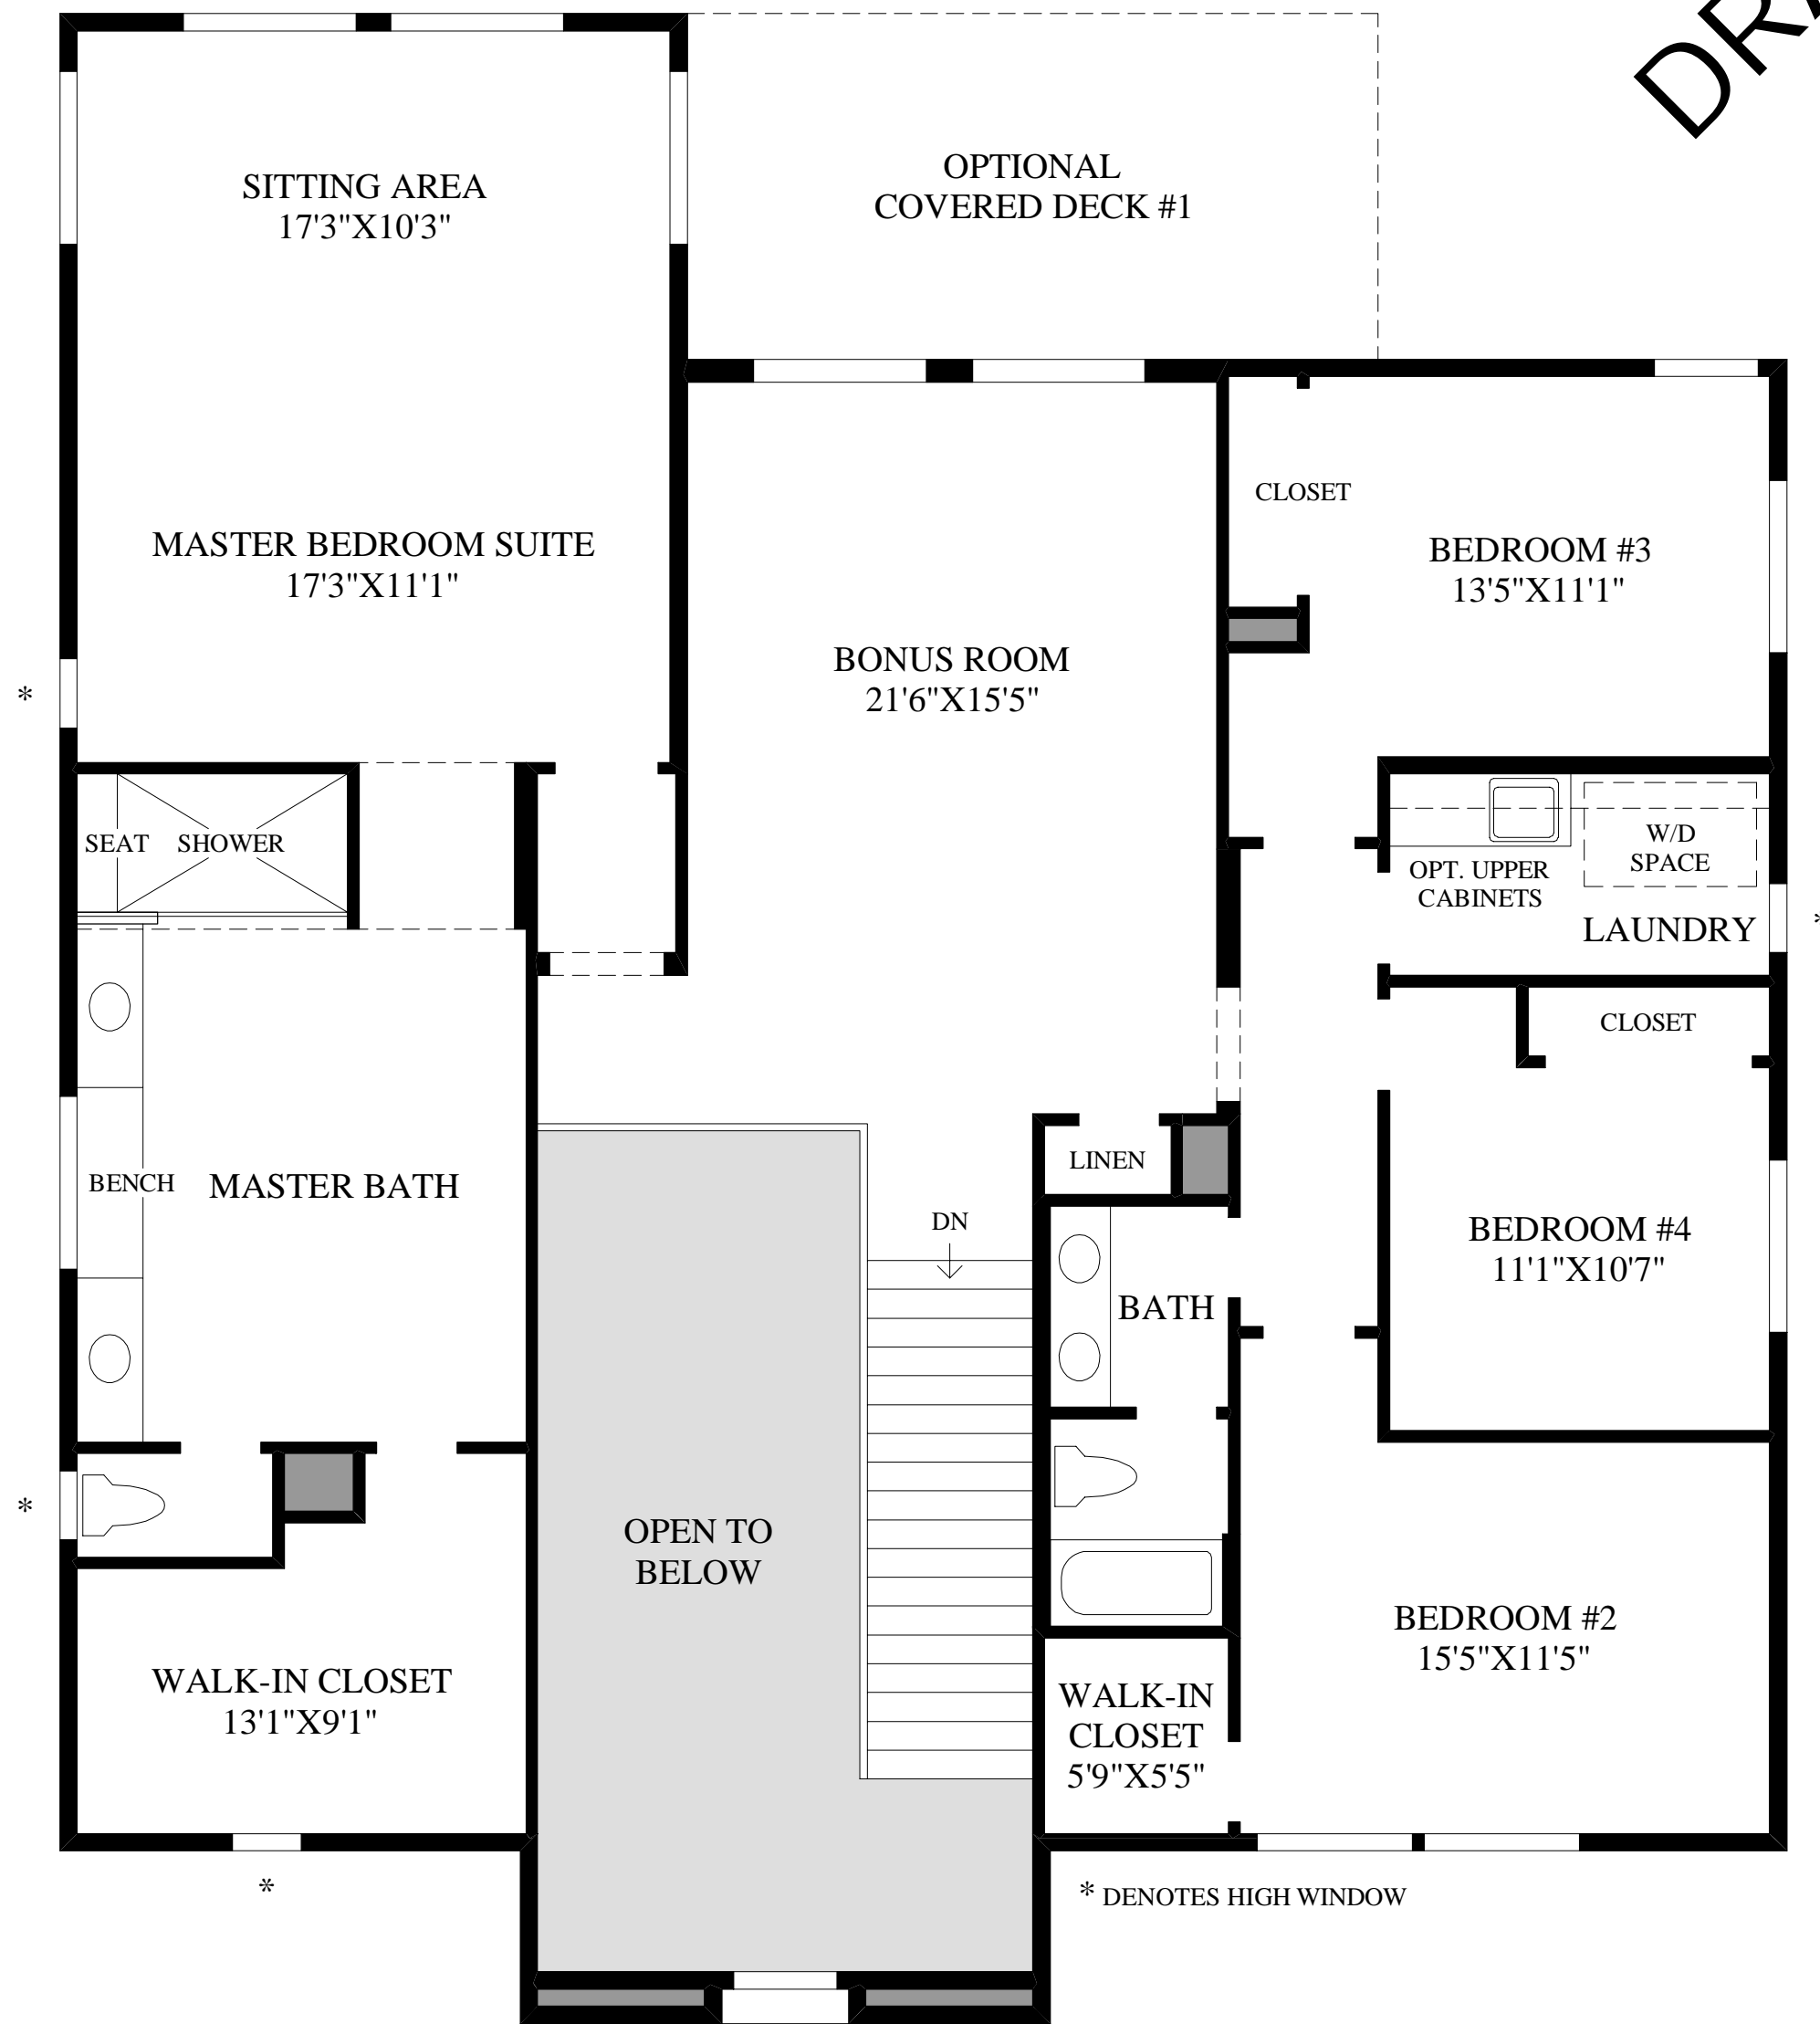 DR
SITTING AREA
17'3"X10'3"
OPTIONAL
COVERED DECK #1
CLOSET
MASTER BEDROOM SUITE
17'3"X11'1"
BEDROOM #3
13'5"X11'1"
BONUS ROOM
21'6"X15'5"
*
SEAT
SHOWER
W/D
SPACE
OPT. UPPER
CABINETS
LAUNDRY
*
CLOSET
LINEN
BENCH
MASTER BATH
DN
BEDROOM #4
11'1"X10'7"
BATH
*
OPEN TO
BELOW
BEDROOM #2
15'5"X11'5"
WALK-IN CLOSET
13'1"X9'1"
WALK-IN
CLOSET
5'9"X5'5"
*
* DENOTES HIGH WINDOW